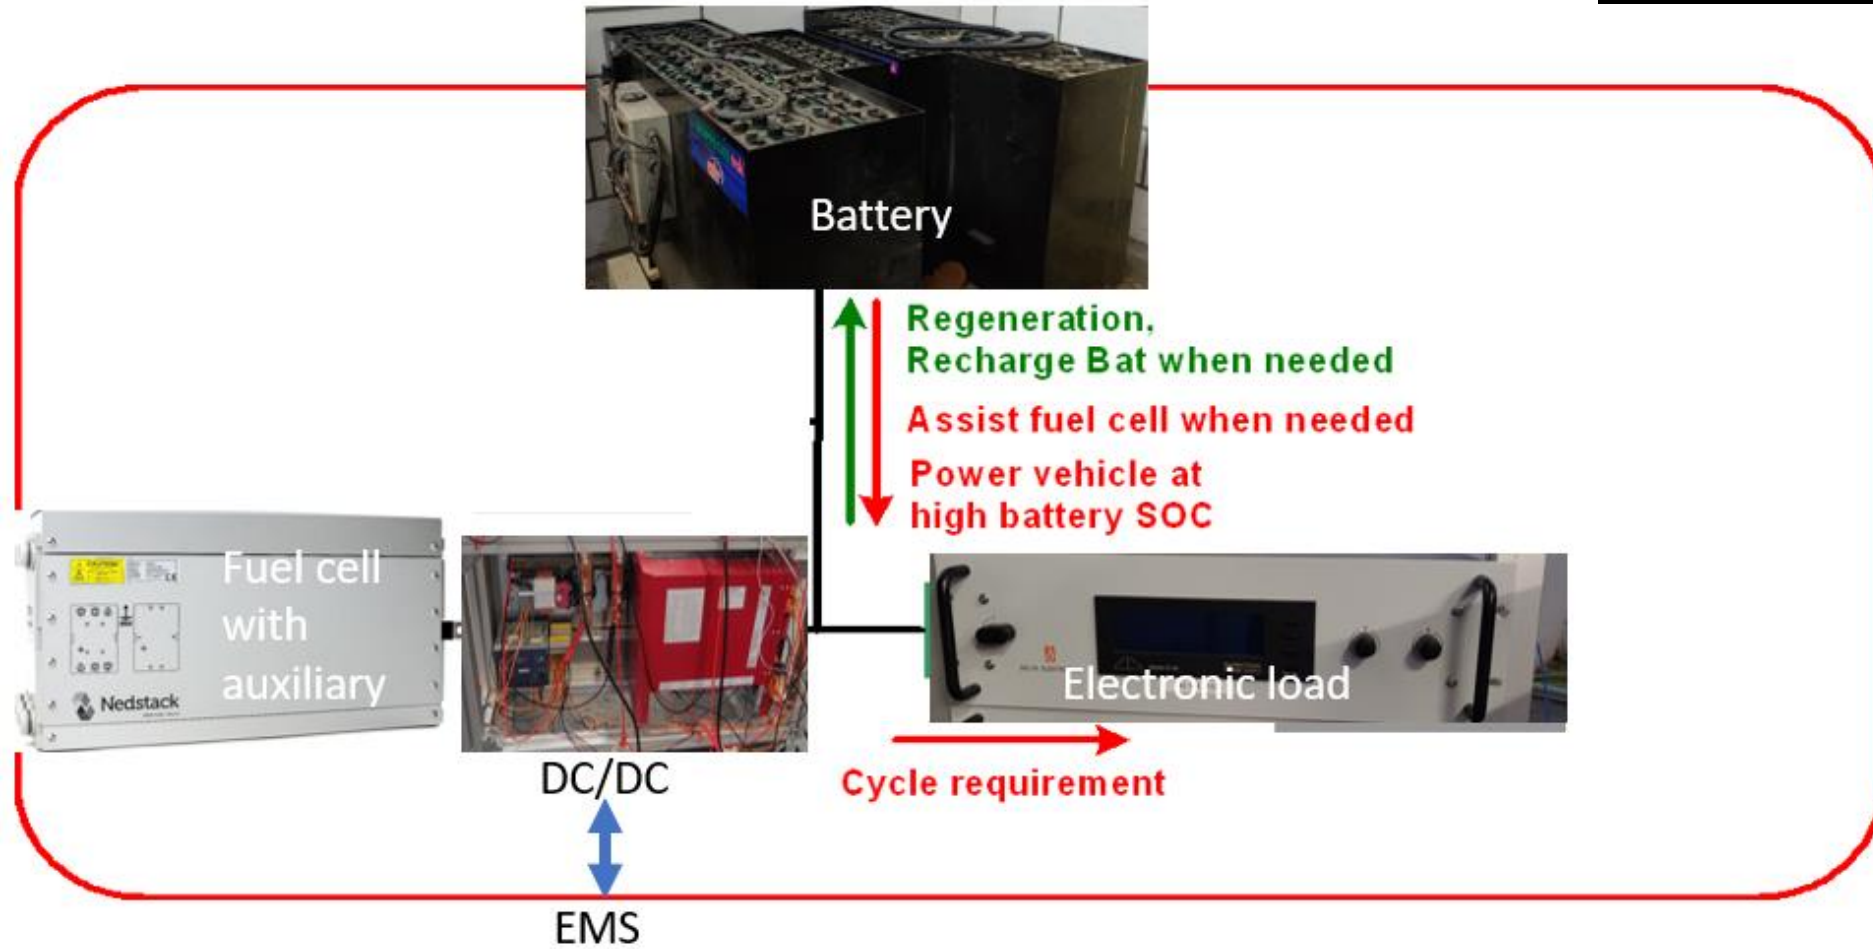 Battery
Regeneration,
Recharge Bat when needed
Assist fuel cell when needed
Power vehicle at
high battery SOC
Fuel cell
with
auxiliary
Nedstack
Electronic load
DC/DC
Cycle requirement
EMS